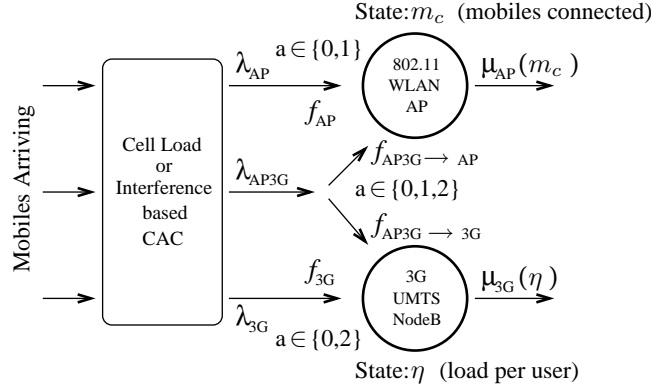 State: m_c (mobiles connected)
a ∈ {0,1}
λ_AP
f_AP
802.11
WLAN
AP
μ_AP(m_c )
Mobiles Arriving
Cell Load
or
Interference
based
CAC
λ_AP3G
f_AP3G → AP
a ∈ {0,1,2}
f_AP3G → 3G
f_3G
λ_3G
a ∈ {0,2}
3G
UMTS
NodeB
μ_3G(η )
State: η (load per user)